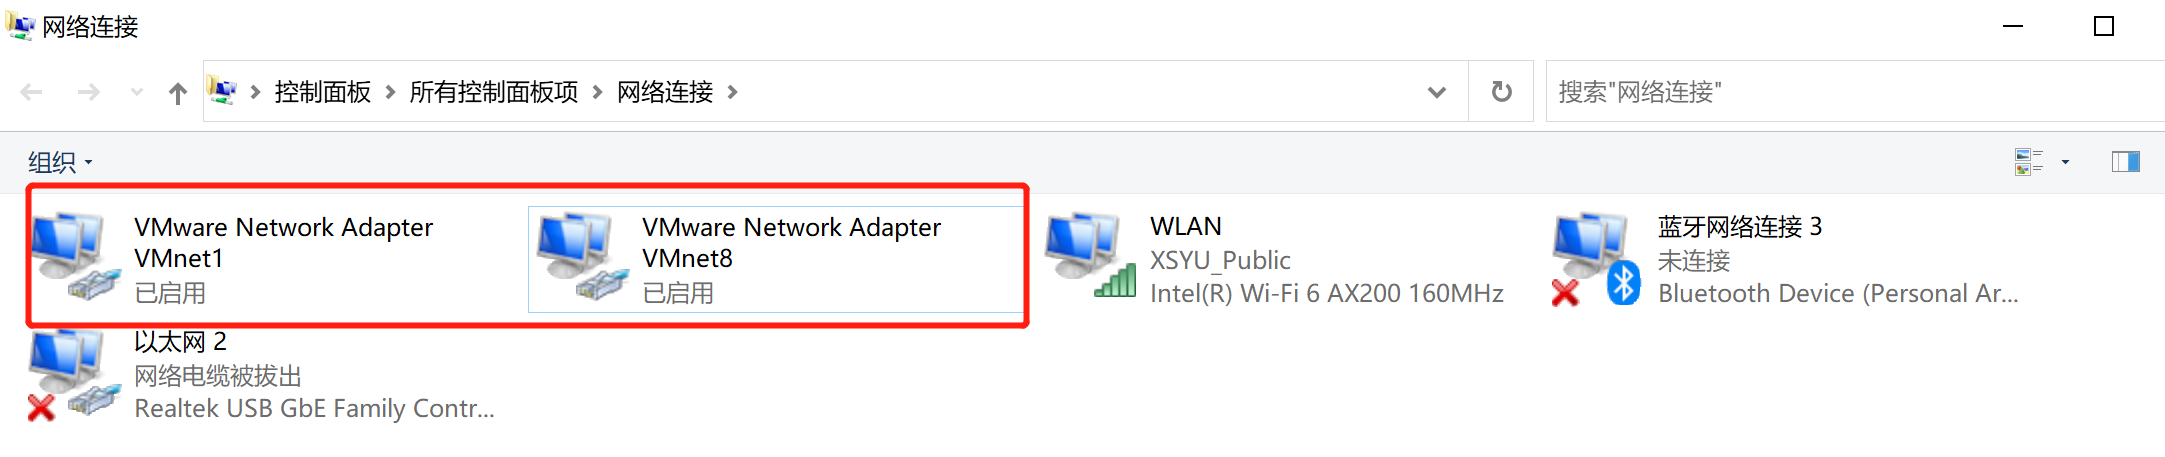 网络连接
控制面板 所有控制面板项 网络连接
搜索"网络连接"
组织
VMware Network Adapter
VMnet1
已启用
VMware Network Adapter
VMnet8
已启用
WLAN
XSYU_Public
Intel(R) Wi-Fi 6 AX200 160MHz
蓝牙网络连接 3
未连接
Bluetooth Device (Personal Ar...
以太网 2
网络电缆被拔出
Realtek USB GbE Family Contr...